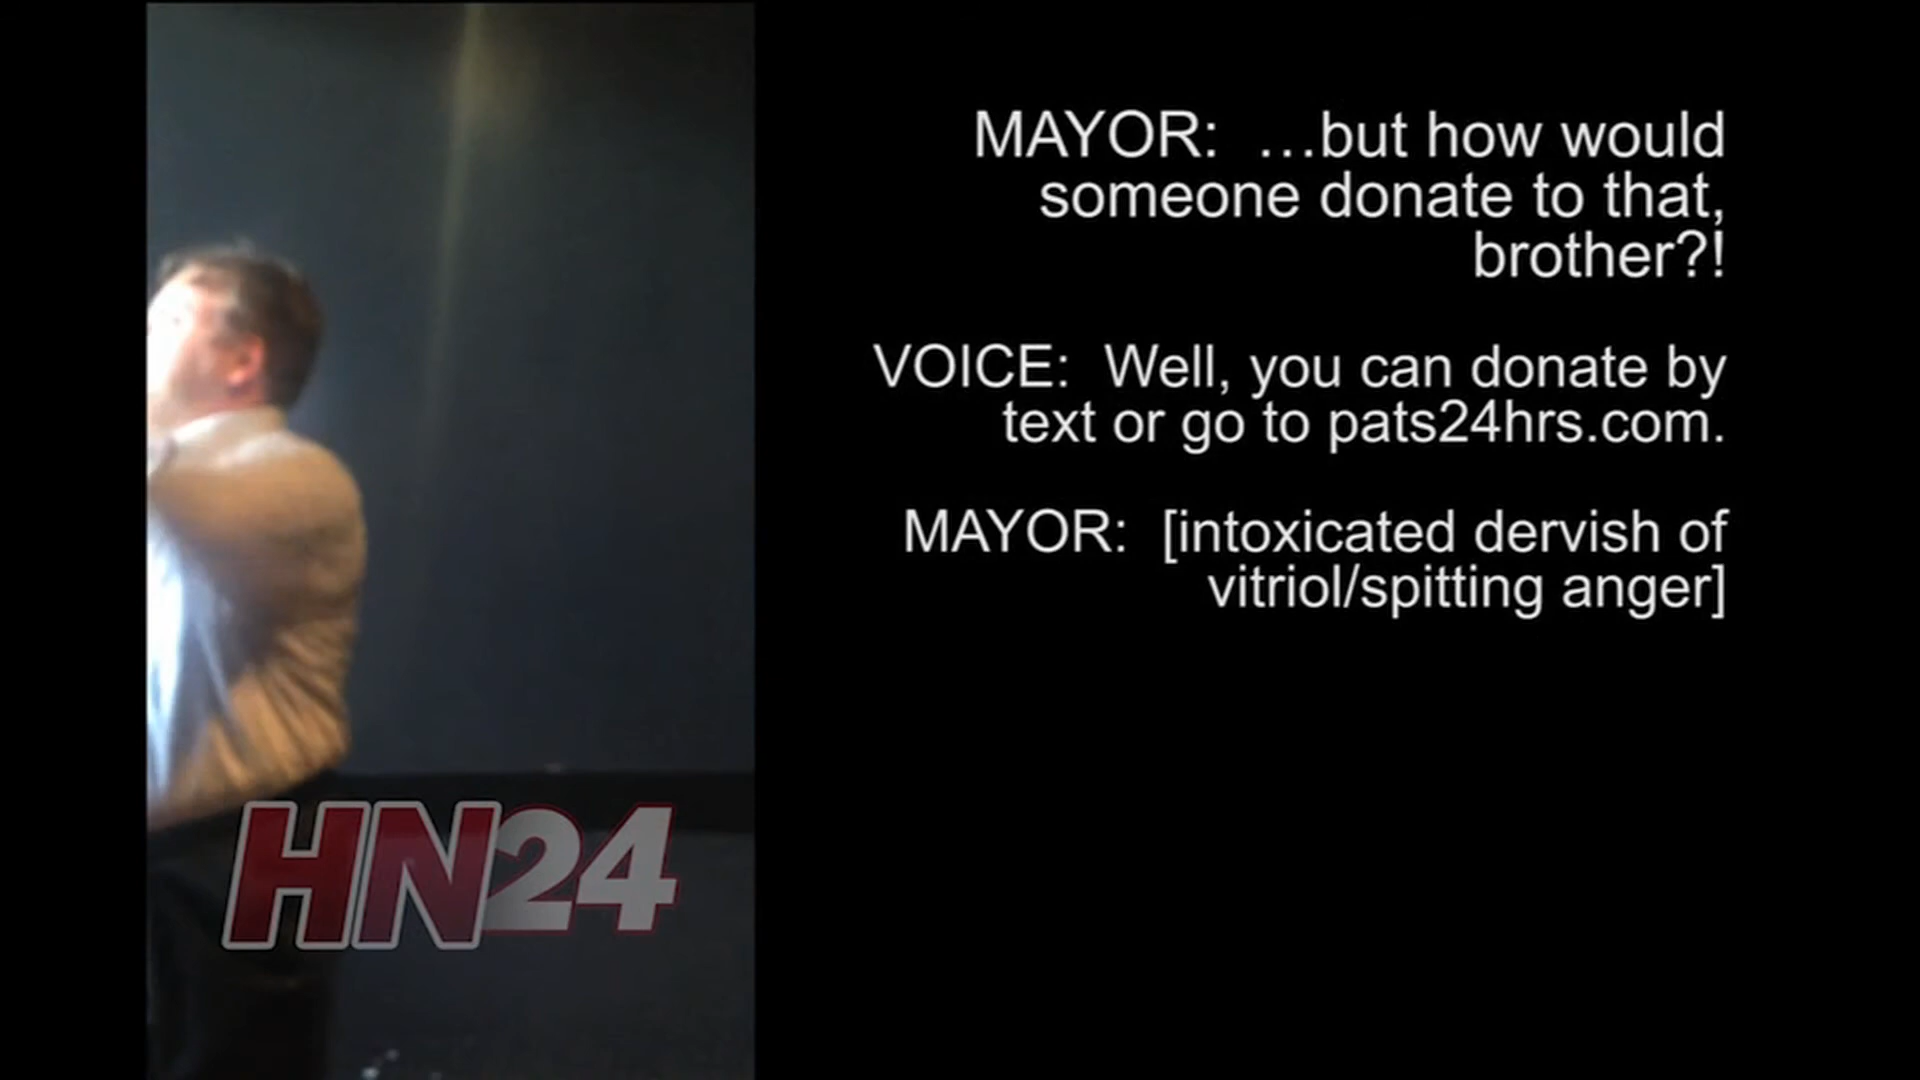 MAYOR:  …but how would
someone donate to that,
brother?!
VOICE:  Well, you can donate by
text or go to pats24hrs.com.
MAYOR:  [intoxicated dervish of
vitriol/spitting anger]
HN24